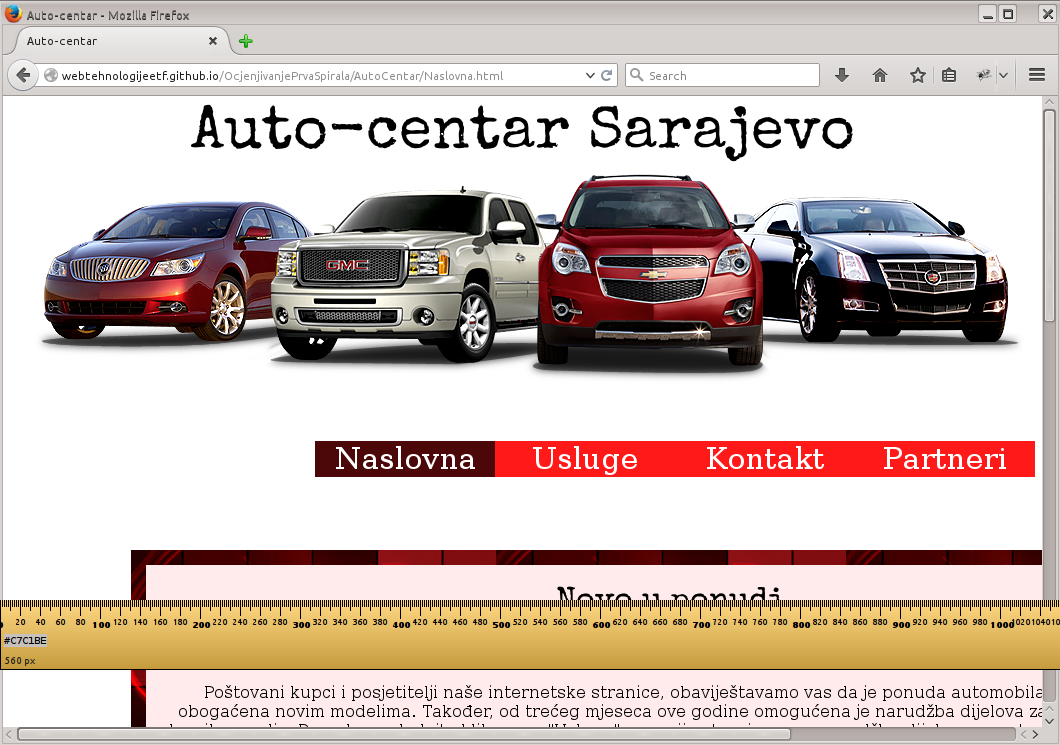 Auto-centar - Mozilla Firefox
Auto-centar
webtehnologijeetf.github.io/OcjenjivanjePrvaSpirala/AutoCentar/Naslovna.html
Search
Auto-centar Sarajevo
GMC
Naslovna Usluge Kontakt Partneri
Novo u ponudi
20 40 60 80 100 120 140 160 180 200 220 240 260 280 300 320 340 360 380 400 420 440 460 480 500 520 540 560 580 600 620 640 660 680 700 720 740 760 780 800 820 840 860 880 900 920 940 960 980 1000 1020 1040
#C7C1BE
560 px
Poštovani kupci i posjetitelji naše internetske stranice, obaviještavamo vas da je ponuda automobila
obogaćena novim modelima. Također, od trećeg mjeseca ove godine omogućena je narudžba dijelova za